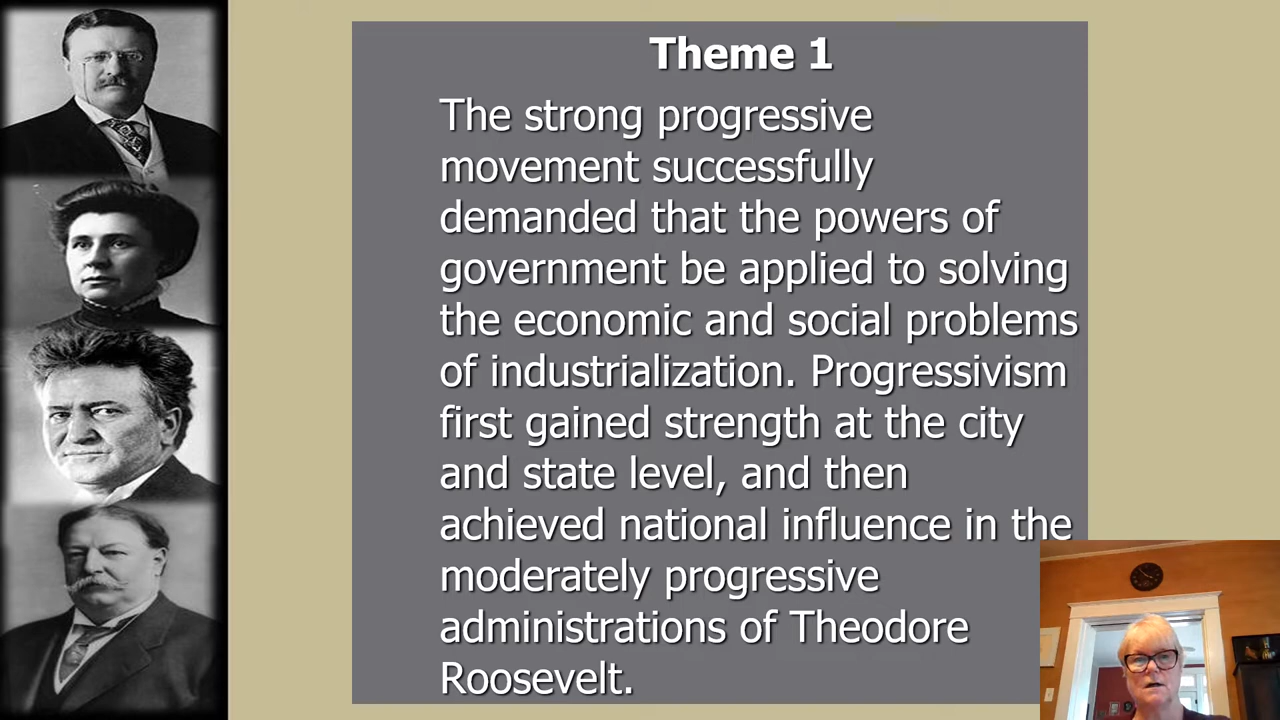 Theme 1
The strong progressive
movement successfully
demanded that the powers of
government be applied to solving
the economic and social problems
of industrialization. Progressivism
first gained strength at the city
and state level, and then
achieved national influence in the
moderately progressive
administrations of Theodore
Roosevelt.